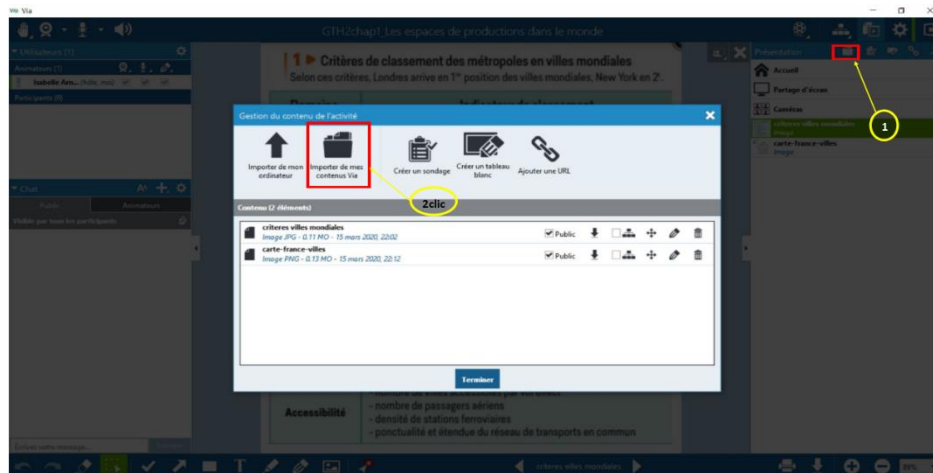 Via
GTH2chap1_Les espaces de productions dans le monde
Utilisateurs (1)
Animateurs (1)
Isabelle Arn...
Participants (0)
Chat
Public
Animateurs
Visible par tous les participants
1 ▶ Critères de classement des métropoles en villes mondiales
Selon ces critères, Londres arrive en 1re position des villes mondiales, New York en 2e.
Gestion du contenu de l'activité
Importer de mon ordinateur
Importer de mes contenus Via
Créer un sondage
Créer un tableau blanc
Ajouter une URL
2clic
Contenu (2 éléments)
criteres villes mondiales
Image JPG - 0.11 MO - 15 mars 2020, 22:02
Public
carte-france-villes
Image PNG - 0.13 MO - 15 mars 2020, 22:12
Public
Terminer
Accessibilité
- nombre de passagers aériens
- densité de stations ferroviaires
- ponctualité et étendue du réseau de transports en commun
Présentation
Accueil
Partage d'écran
Caméras
criteres villes mondiales
Image
carte-france-villes
Image
1
criteres villes mondiales